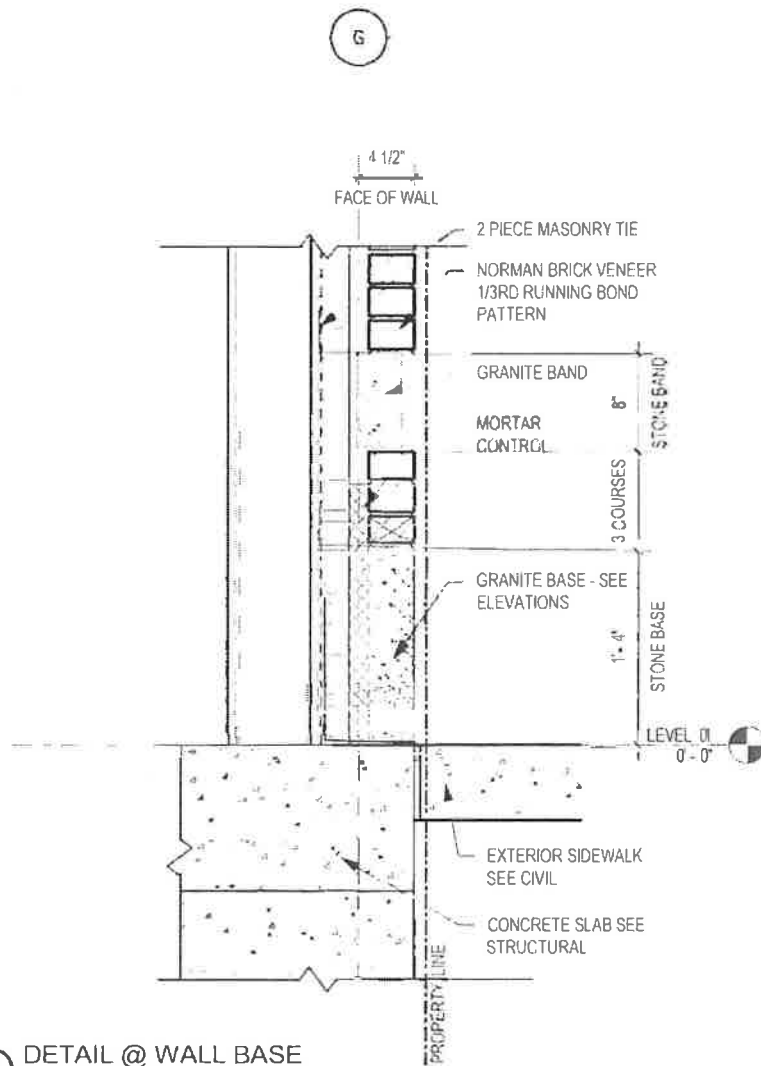 G
4 1/2"
FACE OF WALL
2 PIECE MASONRY TIE
NORMAN BRICK VENEER
1/3RD RUNNING BOND
PATTERN
GRANITE BAND
8"
STONE BAND
MORTAR
CONTROL
3 COURSES
GRANITE BASE - SEE
ELEVATIONS
1'- 4"
STONE BASE
LEVEL 01
0' - 0"
EXTERIOR SIDEWALK
SEE CIVIL
CONCRETE SLAB SEE
STRUCTURAL
PROPERTY LINE
DETAIL @ WALL BASE